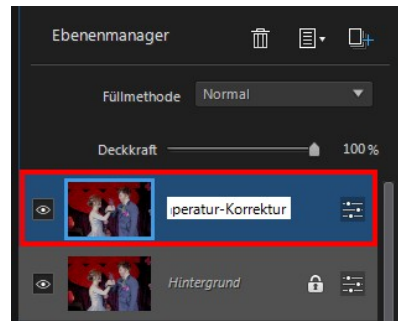 Ebenenmanager
Füllmethode Normal
Deckkraft 100 %
peratur-Korrektur
Hintergrund